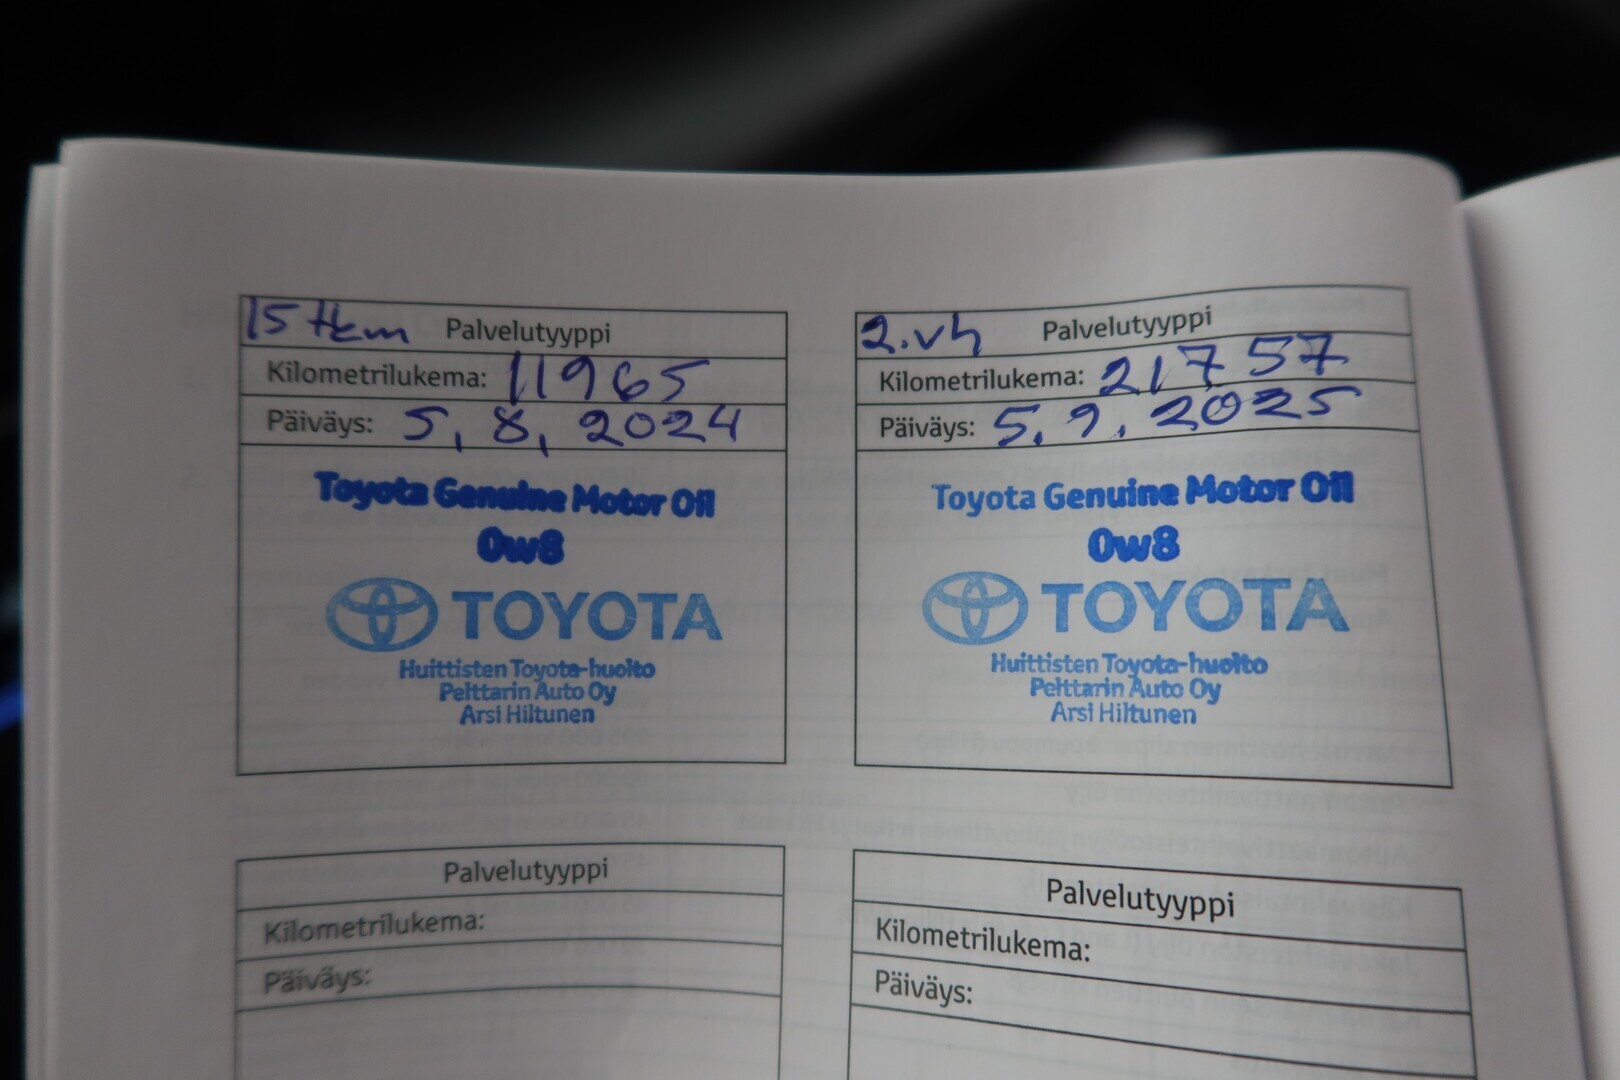 15 tkm Palvelutyyppi
Kilometrilukema: 11965
Päiväys: 5.8.2024
Toyota Genuine Motor Oil
0w8
TOYOTA
Huittisten Toyota-huolto
Pelttarin Auto Oy
Arsi Hiltunen
2.vh Palvelutyyppi
Kilometrilukema: 21757
Päiväys: 5.9.2025
Toyota Genuine Motor Oil
0w8
TOYOTA
Huittisten Toyota-huolto
Pelttarin Auto Oy
Arsi Hiltunen
Palvelutyyppi
Kilometrilukema:
Päiväys:
Palvelutyyppi
Kilometrilukema:
Päiväys: